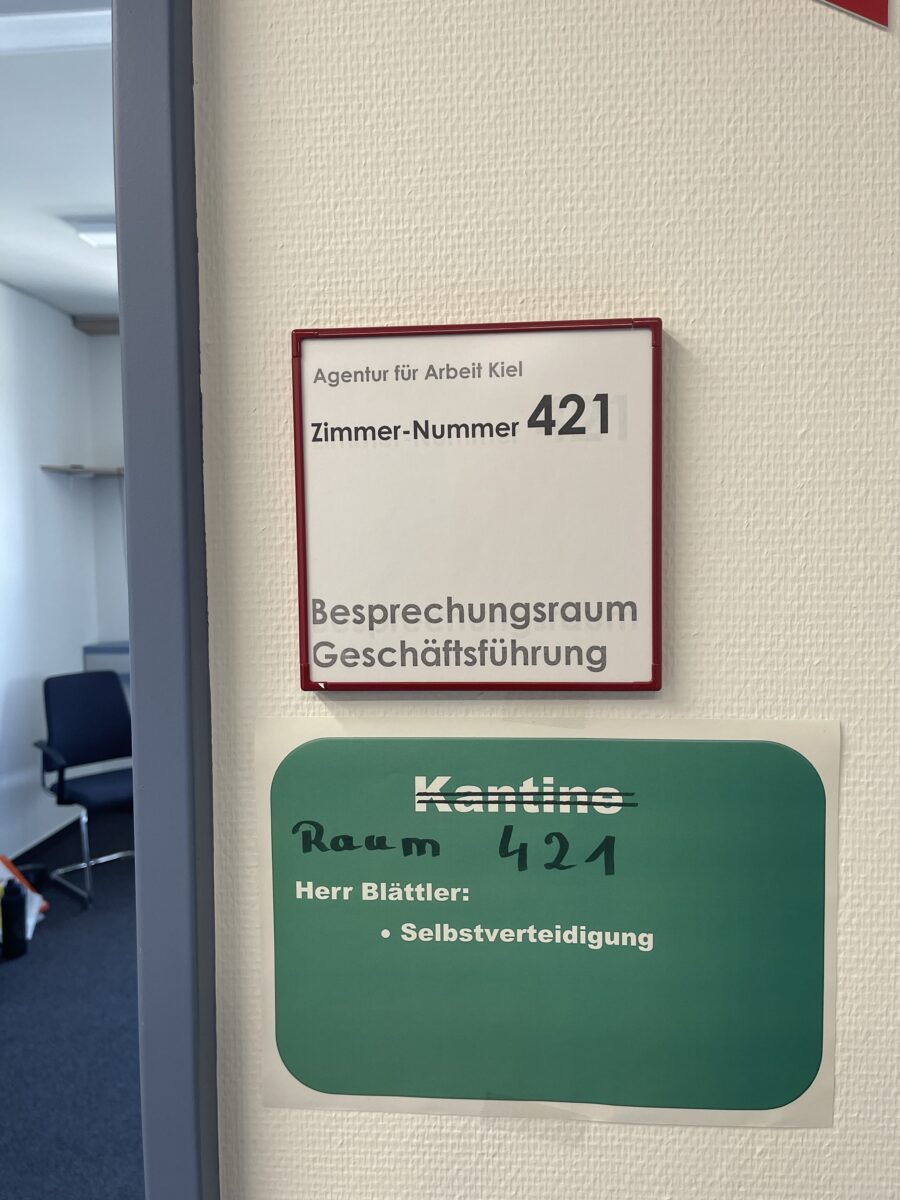 Agentur für Arbeit Kiel
Zimmer-Nummer 421
Besprechungsraum
Geschäftsführung
Kantine
Raum 421
Herr Blättler:
• Selbstverteidigung